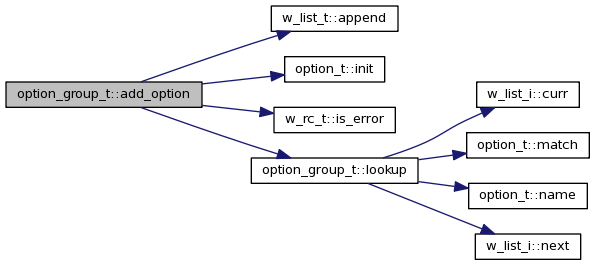 w_list_t::append
option_t::init
w_list_i::curr
option_group_t::add_option
w_rc_t::is_error
option_t::match
option_group_t::lookup
option_t::name
w_list_i::next